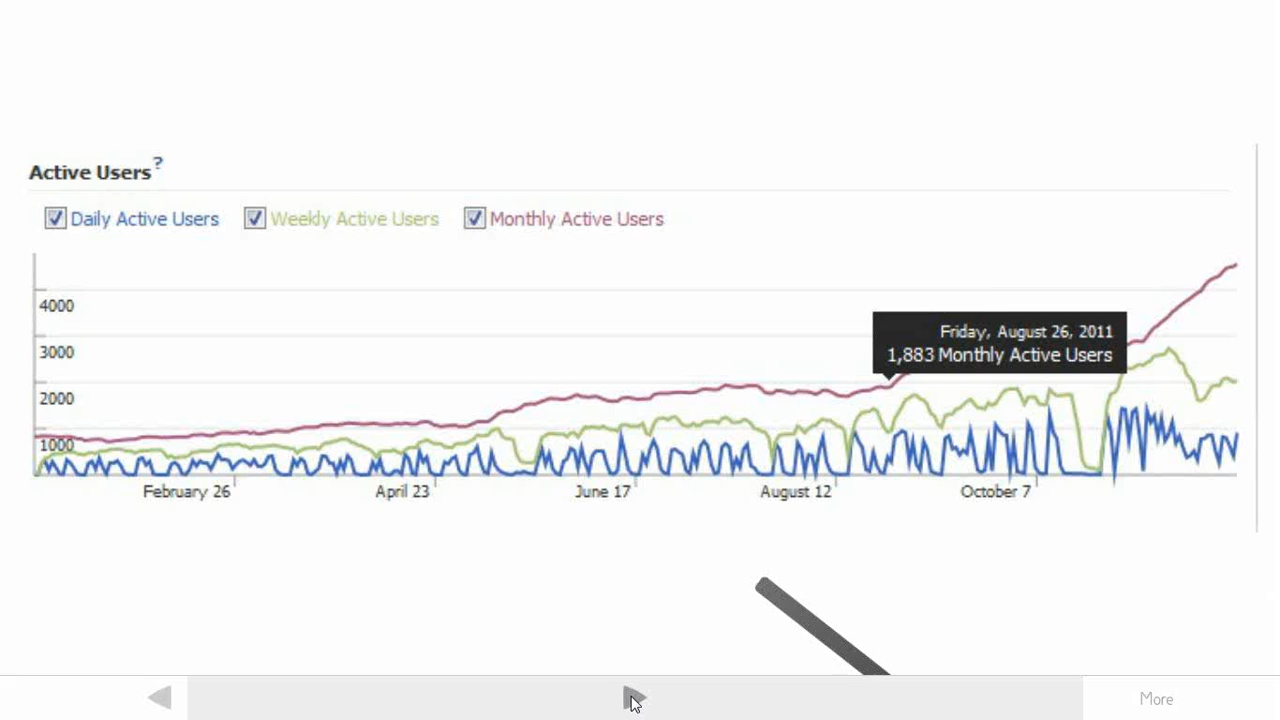 Active Users?
Daily Active Users Weekly Active Users Monthly Active Users
4000
Friday, August 26, 2011
3000
1,883 Monthly Active Users
2000
1000
February 26 April 23 June 17 August 12 October 7
More